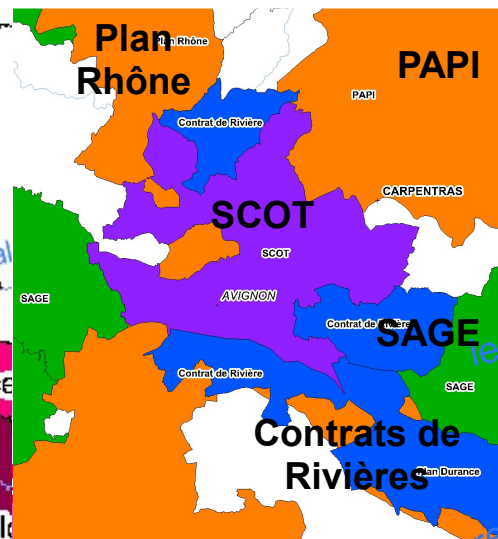 Plan
Rhône
Plan Rhône
PAPI
PAPI
Contrat de Rivière
CARPENTRAS
SCOT
SCOT
AVIGNON
SAGE
Contrat de Rivière
SAGE
Contrat de Rivière
SAGE
Contrats de
Rivières
Plan Durance